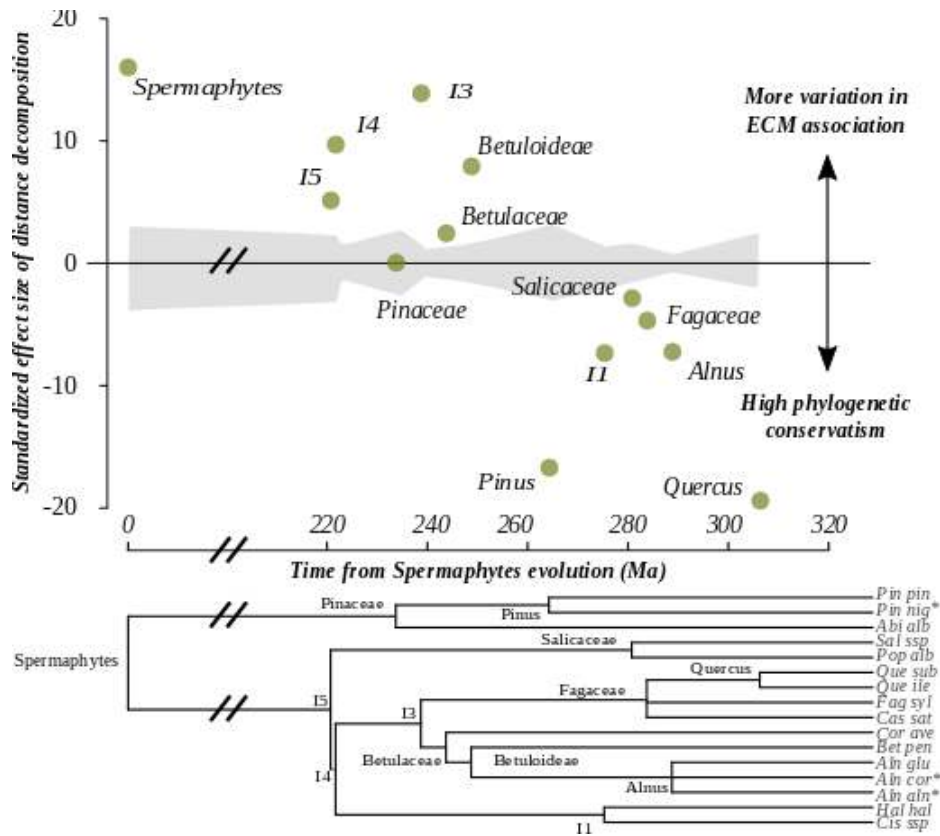 20
Spermaphytes
I3
I4
More variation in
ECM association
10
Betuloideae
I5
Betulaceae
0
Salicaceae
Pinaceae
Fagaceae
I1
Alnus
-10
High phylogenetic
conservatism
Pinus
Quercus
-20
Standardized effect size of distance decomposition
0 220 240 260 280 300 320
Time from Spermaphytes evolution (Ma)
Pin pin
Pinaceae
Pin nig*
Pinus
Abi alb
Salicaceae
Sal ssp
Spermaphytes
Pop alb
Quercus
Que sub
Que ile
Fagaceae
I5
Fag syl
I3
Cas sat
Cor ave
Bet pen
Betulaceae
Betuloideae
Aln glu
I4
Aln cor*
Alnus
Aln aln*
Hal hal
I1
Cis ssp